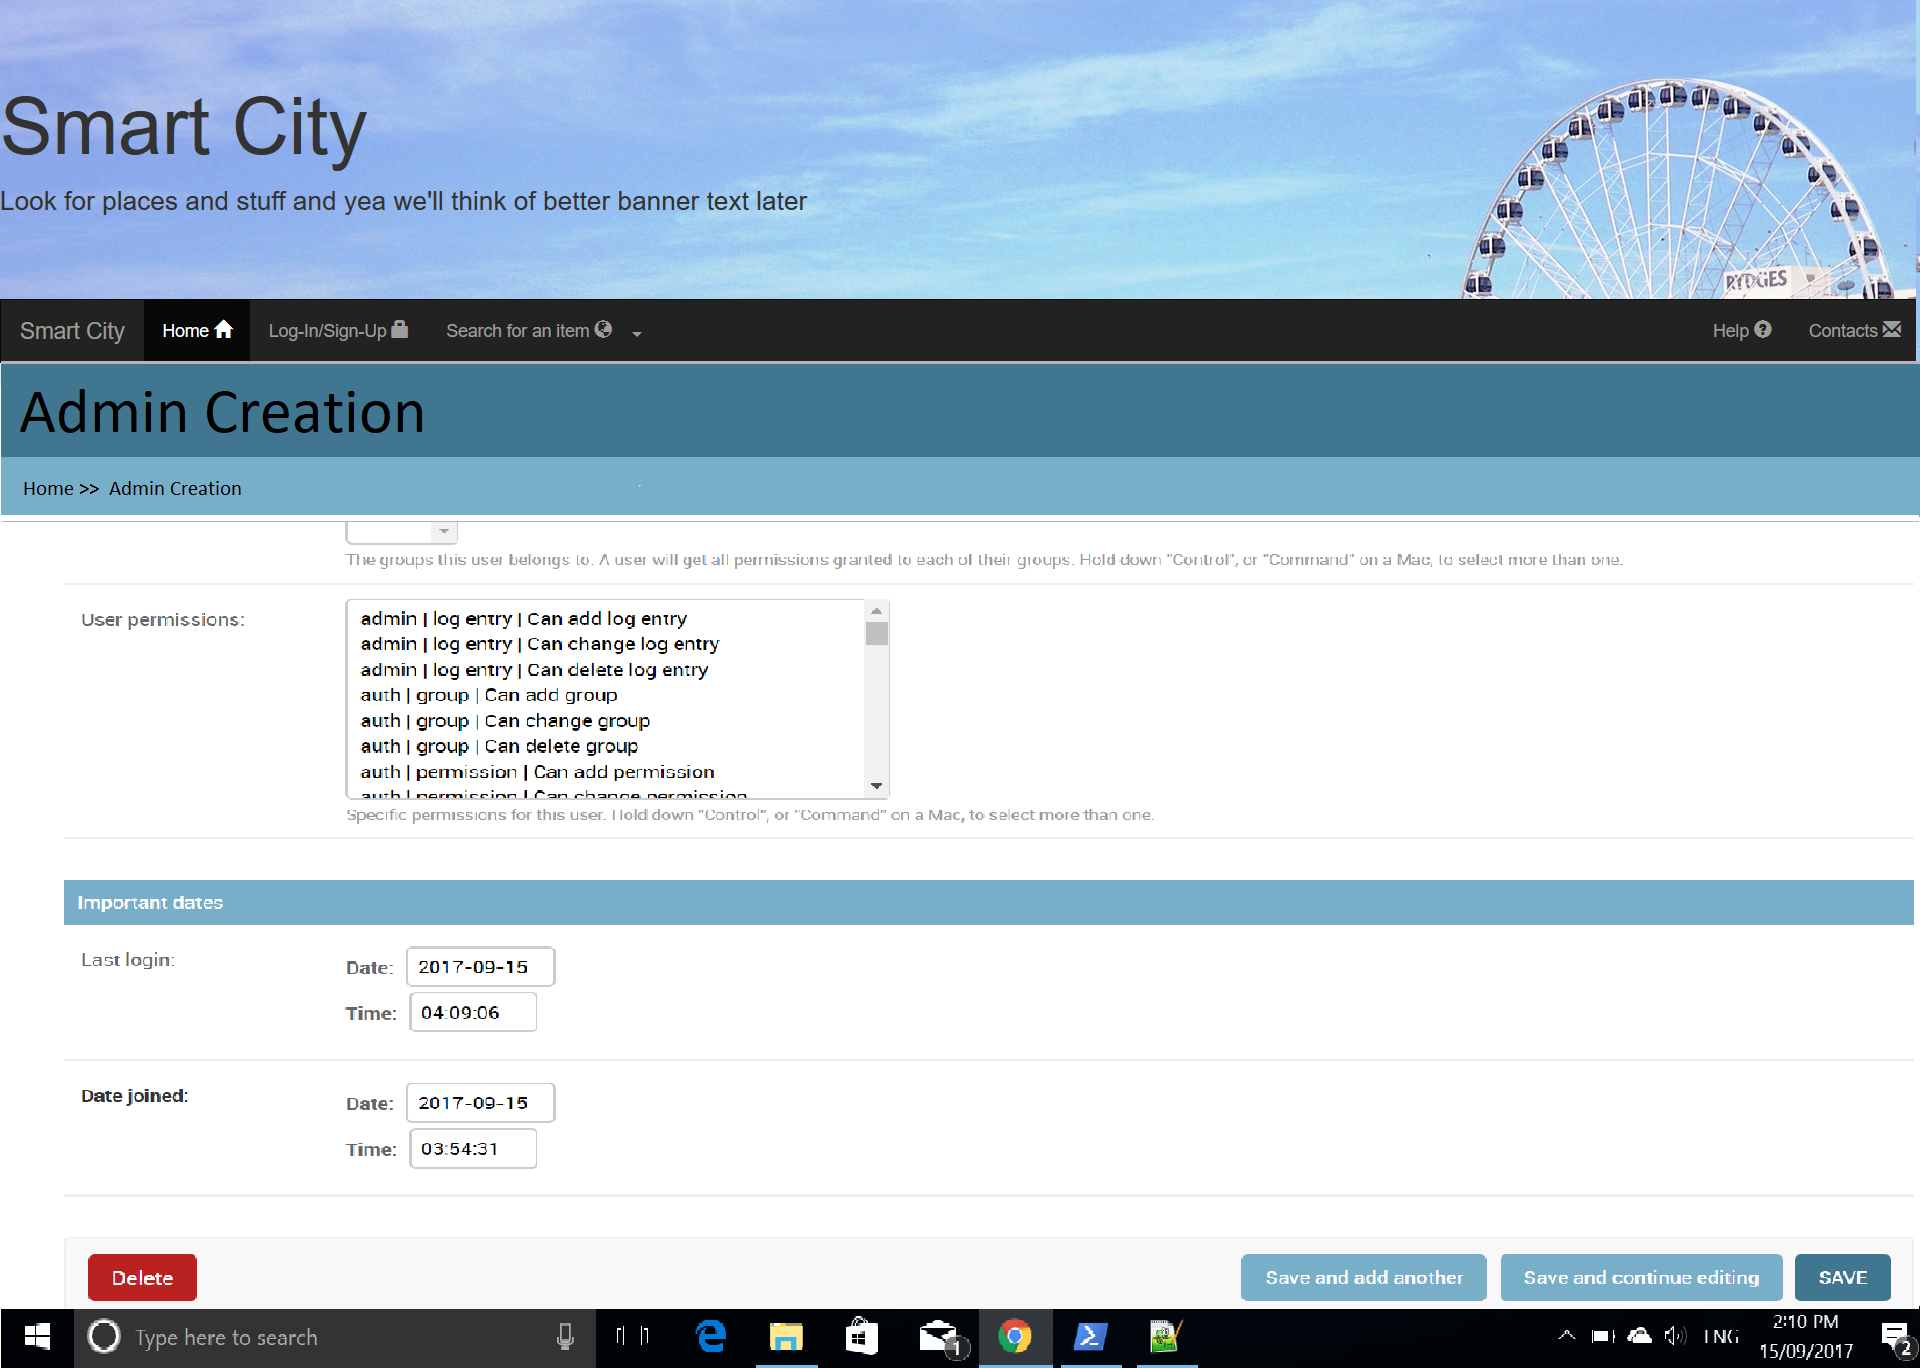 Smart City
Look for places and stuff and yea we'll think of better banner text later
RYDGES
Smart City Home Log-In/Sign-Up Search for an item Help Contacts
Admin Creation
Home >> Admin Creation
The groups this user belongs to. A user will get all permissions granted to each of their groups. Hold down "Control", or "Command" on a Mac, to select more than one.
User permissions:
admin | log entry | Can add log entry
admin | log entry | Can change log entry
admin | log entry | Can delete log entry
auth | group | Can add group
auth | group | Can change group
auth | group | Can delete group
auth | permission | Can add permission
auth | permission | Can change permission
Specific permissions for this user. Hold down "Control", or "Command" on a Mac, to select more than one.
Important dates
Last login:
Date: 2017-09-15
Time: 04:09:06
Date joined:
Date: 2017-09-15
Time: 03:54:31
Delete Save and add another Save and continue editing SAVE
Type here to search 1 ENG 2:10 PM
15/09/2017 2